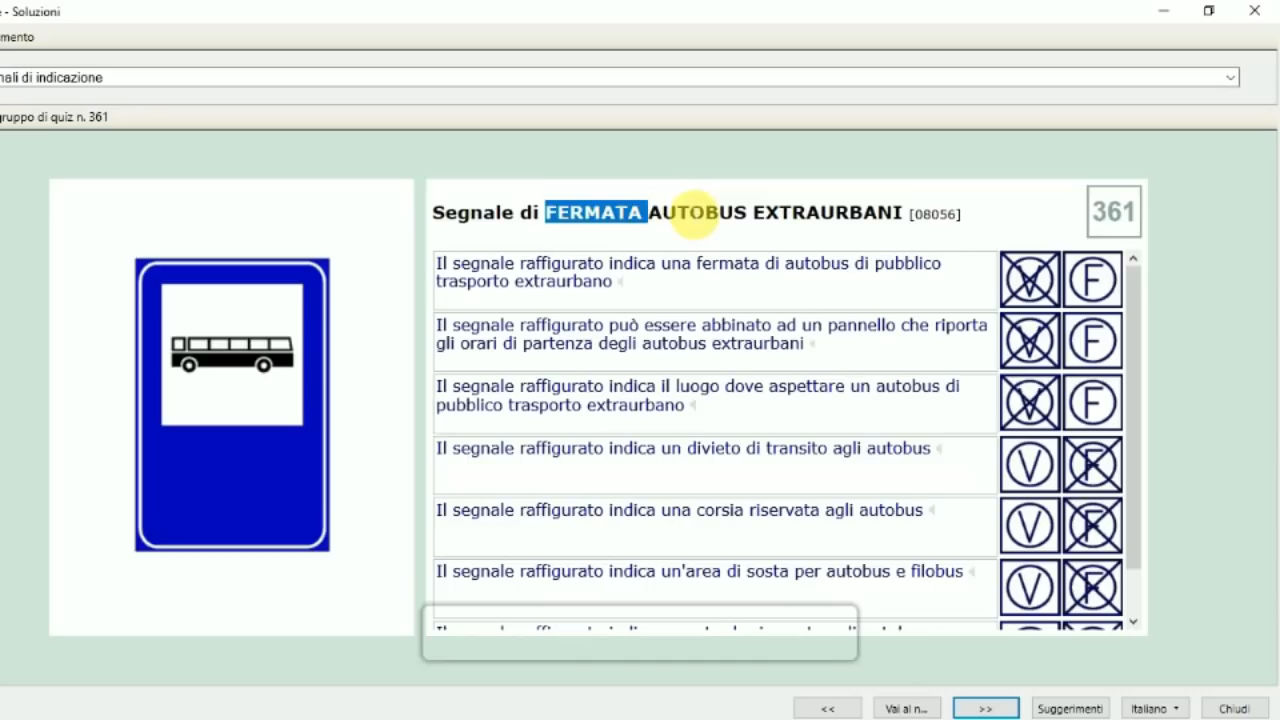 - Soluzioni
mento
nali di indicazione
gruppo di quiz n. 361
Segnale di FERMATA AUTOBUS EXTRAURBANI [08056]
361
Il segnale raffigurato indica una fermata di autobus di pubblico
trasporto extraurbano
V F
Il segnale raffigurato può essere abbinato ad un pannello che riporta
gli orari di partenza degli autobus extraurbani
V F
Il segnale raffigurato indica il luogo dove aspettare un autobus di
pubblico trasporto extraurbano
V F
Il segnale raffigurato indica un divieto di transito agli autobus
V F
Il segnale raffigurato indica una corsia riservata agli autobus
V F
Il segnale raffigurato indica un'area di sosta per autobus e filobus
V F
<< Vai al n... >> Suggerimenti Italiano Chiudi